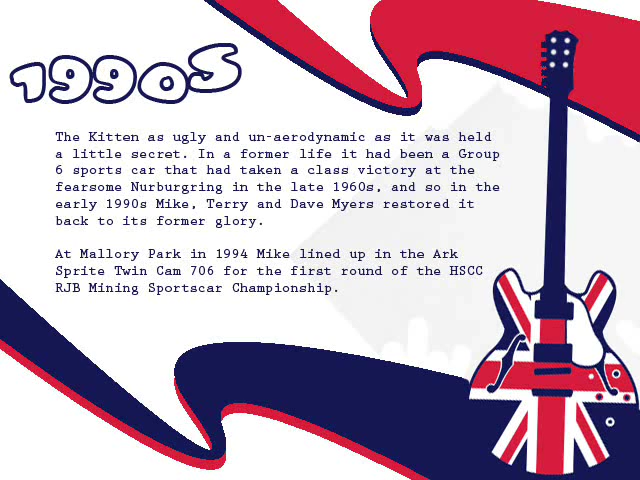 1990s
The Kitten as ugly and un-aerodynamic as it was held
a little secret. In a former life it had been a Group
6 sports car that had taken a class victory at the
fearsome Nurburgring in the late 1960s, and so in the
early 1990s Mike, Terry and Dave Myers restored it
back to its former glory.
At Mallory Park in 1994 Mike lined up in the Ark
Sprite Twin Cam 706 for the first round of the HSCC
RJB Mining Sportscar Championship.